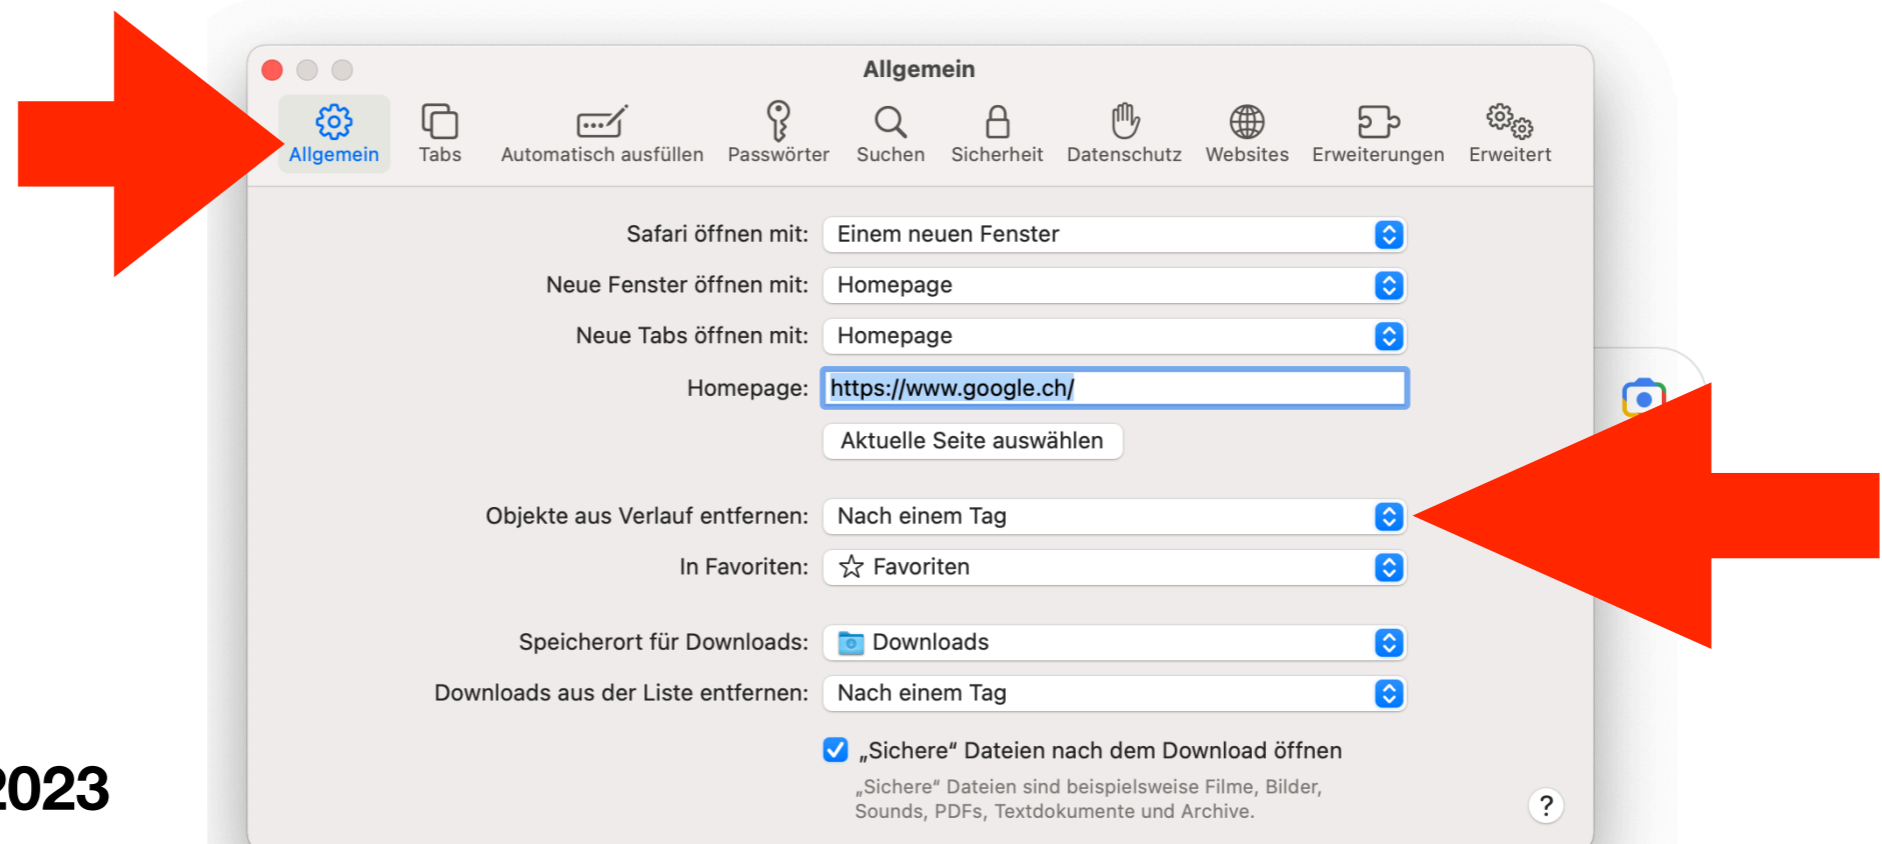 Allgemein
Allgemein Tabs Automatisch ausfüllen Passwörter Suchen Sicherheit Datenschutz Websites Erweiterungen Erweitert
Safari öffnen mit: Einem neuen Fenster
Neue Fenster öffnen mit: Homepage
Neue Tabs öffnen mit: Homepage
Homepage: https://www.google.ch/
Aktuelle Seite auswählen
Objekte aus Verlauf entfernen: Nach einem Tag
In Favoriten: Favoriten
Speicherort für Downloads: Downloads
Downloads aus der Liste entfernen: Nach einem Tag
„Sichere“ Dateien nach dem Download öffnen
„Sichere“ Dateien sind beispielsweise Filme, Bilder,
Sounds, PDFs, Textdokumente und Archive.
?
2023